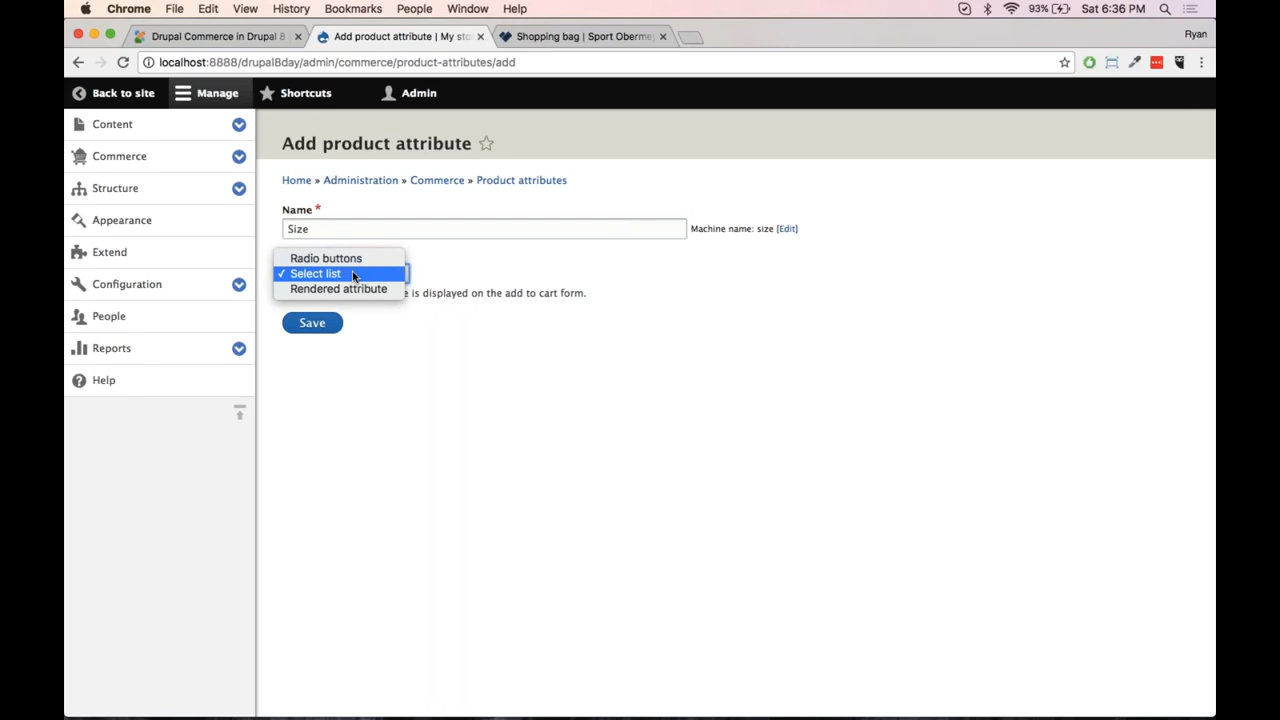 Chrome File Edit View History Bookmarks People Window Help 93% Sat 6:36 PM
Drupal Commerce in Drupal 8 Add product attribute | My sto Shopping bag | Sport Oberme Ryan
localhost:8888/drupal8day/admin/commerce/product-attributes/add
Back to site Manage Shortcuts Admin
Content
Commerce
Structure
Appearance
Extend
Configuration
People
Reports
Help
Add product attribute
Home » Administration » Commerce » Product attributes
Name *
Size Machine name: size [Edit]
Radio buttons
✓ Select list
Rendered attribute
e is displayed on the add to cart form.
Save